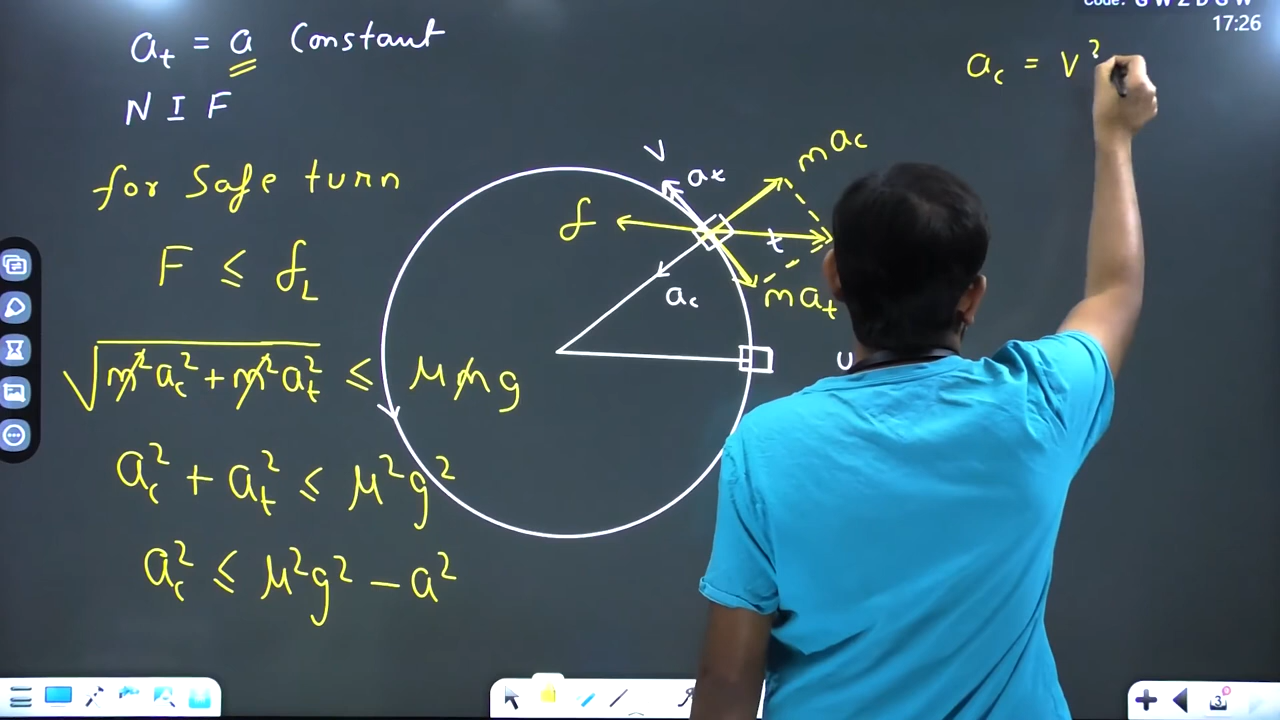 Code: G W Z D G W
17:26
a_t = a Constant
N I F
for Safe turn
F ≤ f_L
√m²a_c² + m²a_t² ≤ μmg
a_c² + a_t² ≤ μ²g²
a_c² ≤ μ²g² − a²
a_c = v²
v
a_t
ma_c
f
t
a_c
ma_t
u
3